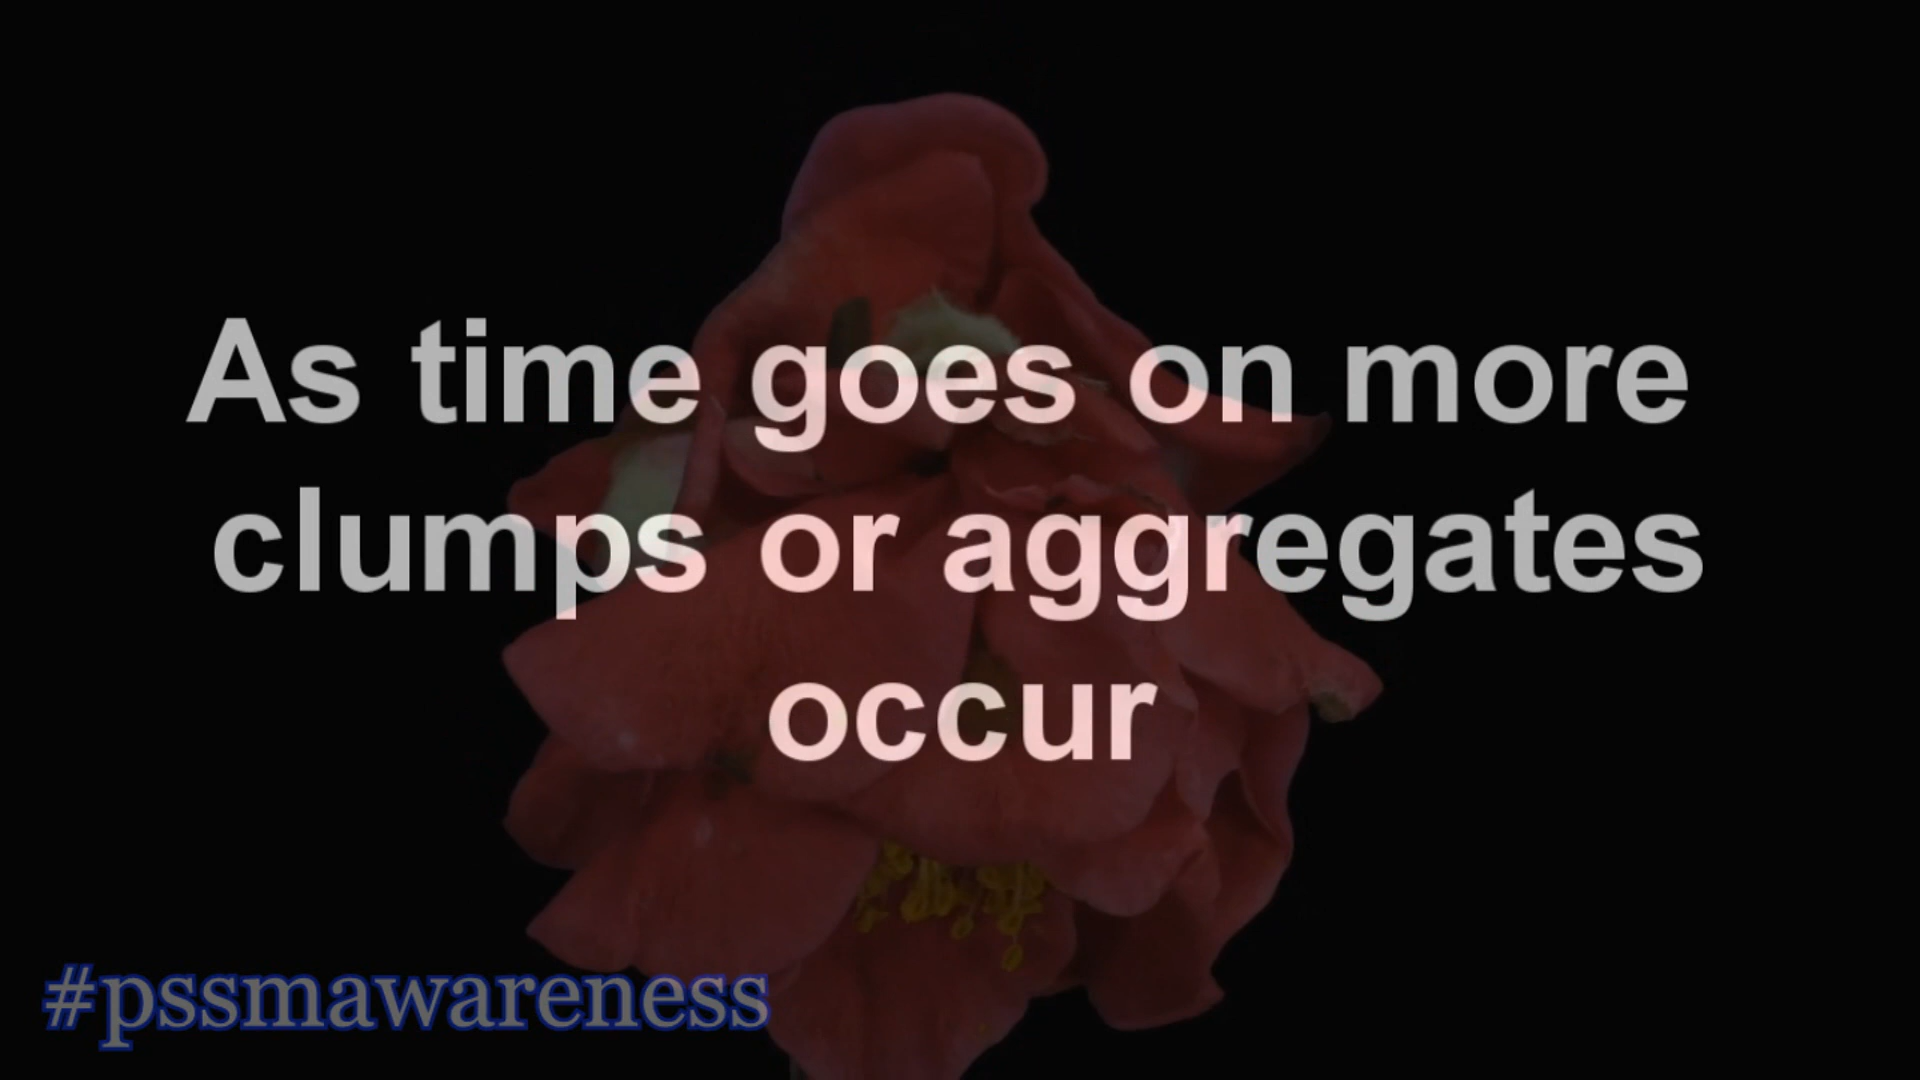 As time goes on more
clumps or aggregates
occur
#pssmawareness